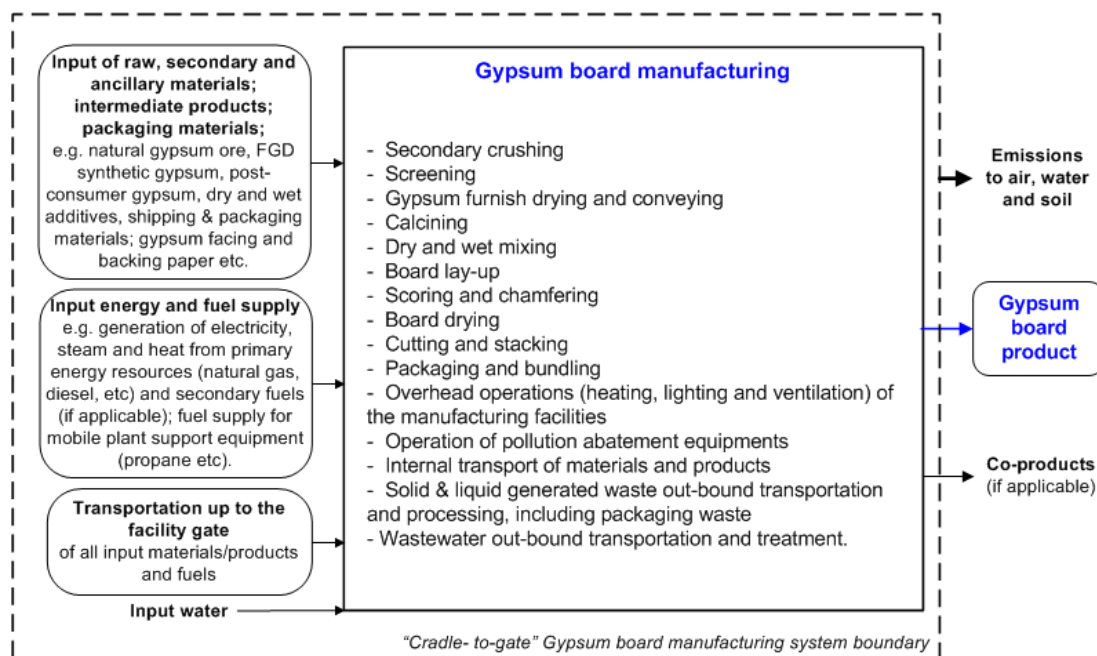 Input of raw, secondary and
ancillary materials;
intermediate products;
packaging materials;
e.g. natural gypsum ore, FGD
synthetic gypsum, post-
consumer gypsum, dry and wet
additives, shipping & packaging
materials; gypsum facing and
backing paper etc.
Input energy and fuel supply
e.g. generation of electricity,
steam and heat from primary
energy resources (natural gas,
diesel, etc) and secondary fuels
(if applicable); fuel supply for
mobile plant support equipment
(propane etc).
Transportation up to the
facility gate
of all input materials/products
and fuels
Input water
Gypsum board manufacturing
- Secondary crushing
- Screening
- Gypsum furnish drying and conveying
- Calcining
- Dry and wet mixing
- Board lay-up
- Scoring and chamfering
- Board drying
- Cutting and stacking
- Packaging and bundling
- Overhead operations (heating, lighting and ventilation) of
the manufacturing facilities
- Operation of pollution abatement equipments
- Internal transport of materials and products
- Solid & liquid generated waste out-bound transportation
and processing, including packaging waste
- Wastewater out-bound transportation and treatment.
Emissions
to air, water
and soil
Gypsum
board
product
Co-products
(if applicable)
“Cradle- to-gate” Gypsum board manufacturing system boundary